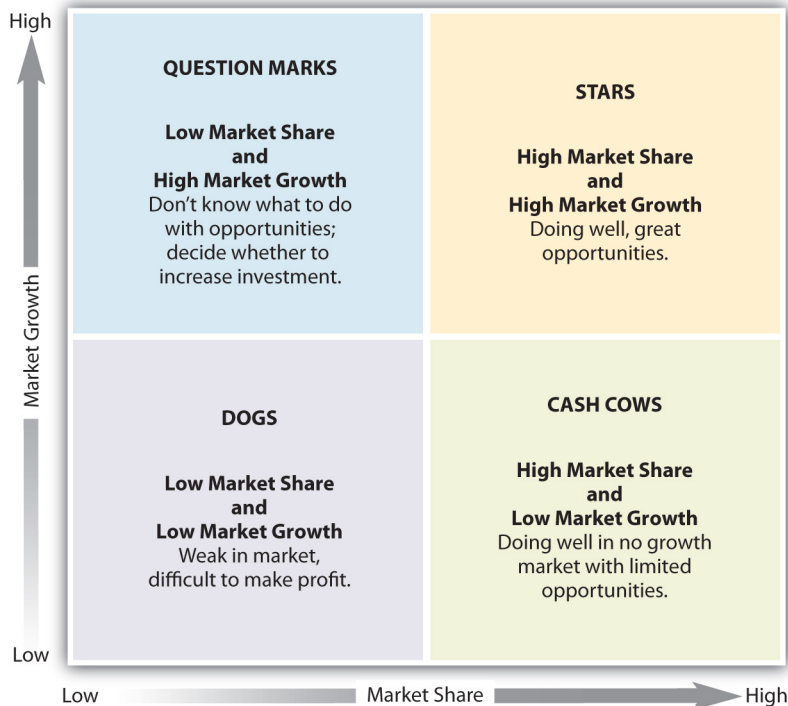 High
Market Growth
Low
QUESTION MARKS
Low Market Share
and
High Market Growth
Don't know what to do
with opportunities;
decide whether to
increase investment.
STARS
High Market Share
and
High Market Growth
Doing well, great
opportunities.
DOGS
Low Market Share
and
Low Market Growth
Weak in market,
difficult to make profit.
CASH COWS
High Market Share
and
Low Market Growth
Doing well in no growth
market with limited
opportunities.
Low
Market Share
High